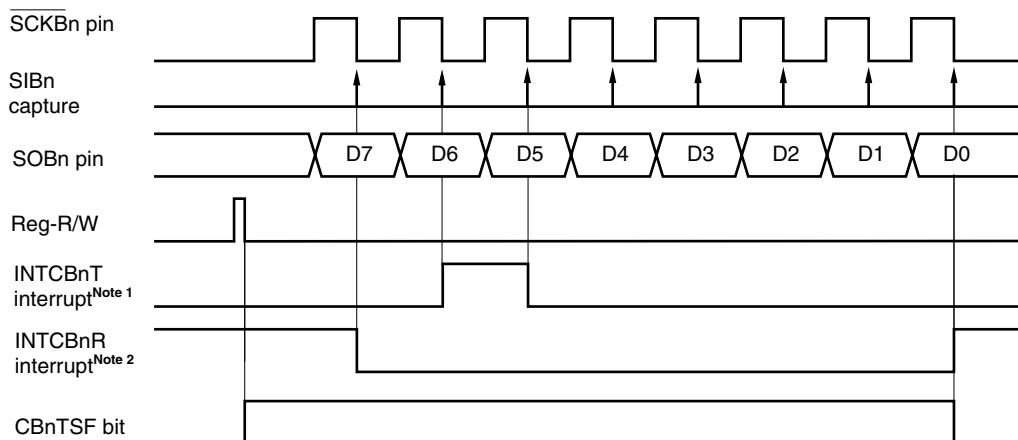 SCKBn pin
SIBn
capture
SOBn pin
D7 D6 D5 D4 D3 D2 D1 D0
Reg-R/W
INTCBnT
interruptNote 1
INTCBnR
interruptNote 2
CBnTSF bit